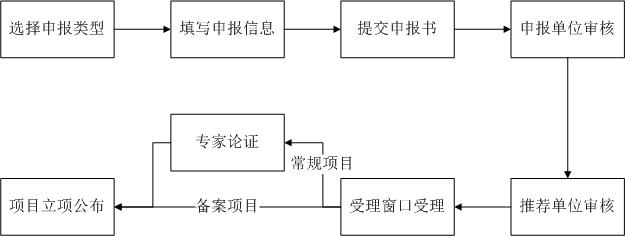 选择申报类型
填写申报信息
提交申报书
申报单位审核
专家论证
常规项目
项目立项公布
备案项目
受理窗口受理
推荐单位审核